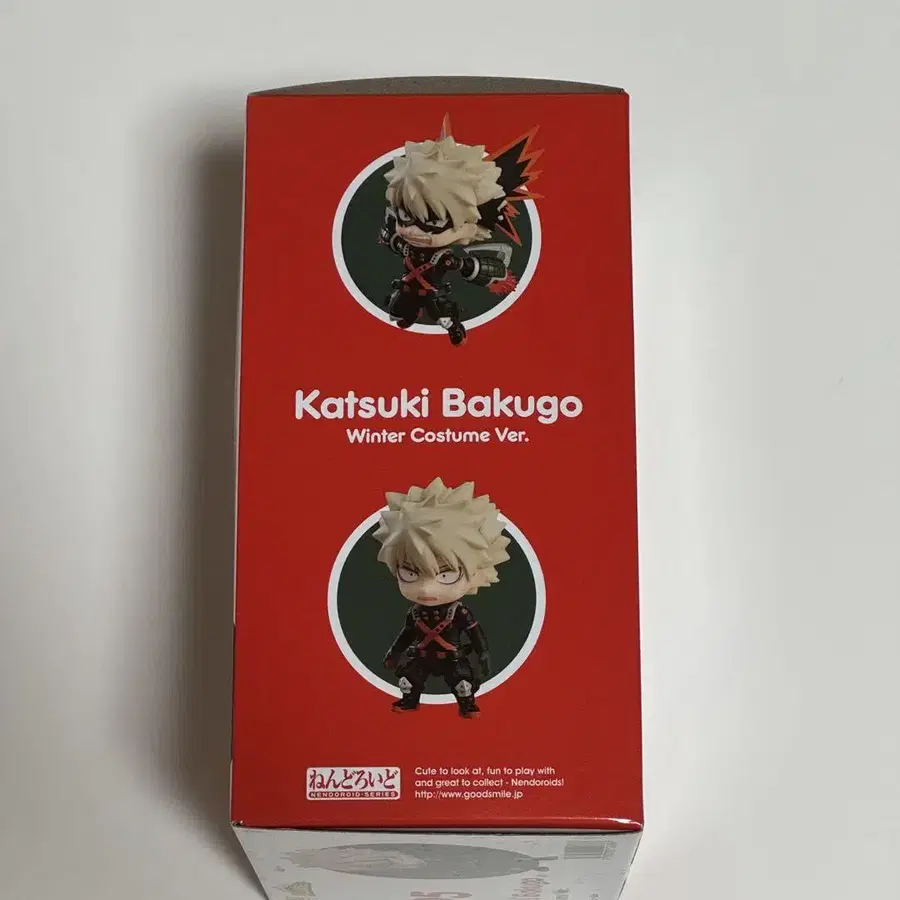 Katsuki Bakugo
Winter Costume Ver.
ねんどろいど
NENDOROID-SERIES
Cute to look at, fun to play with
and great to collect - Nendoroids!
http://www.goodsmile.jp